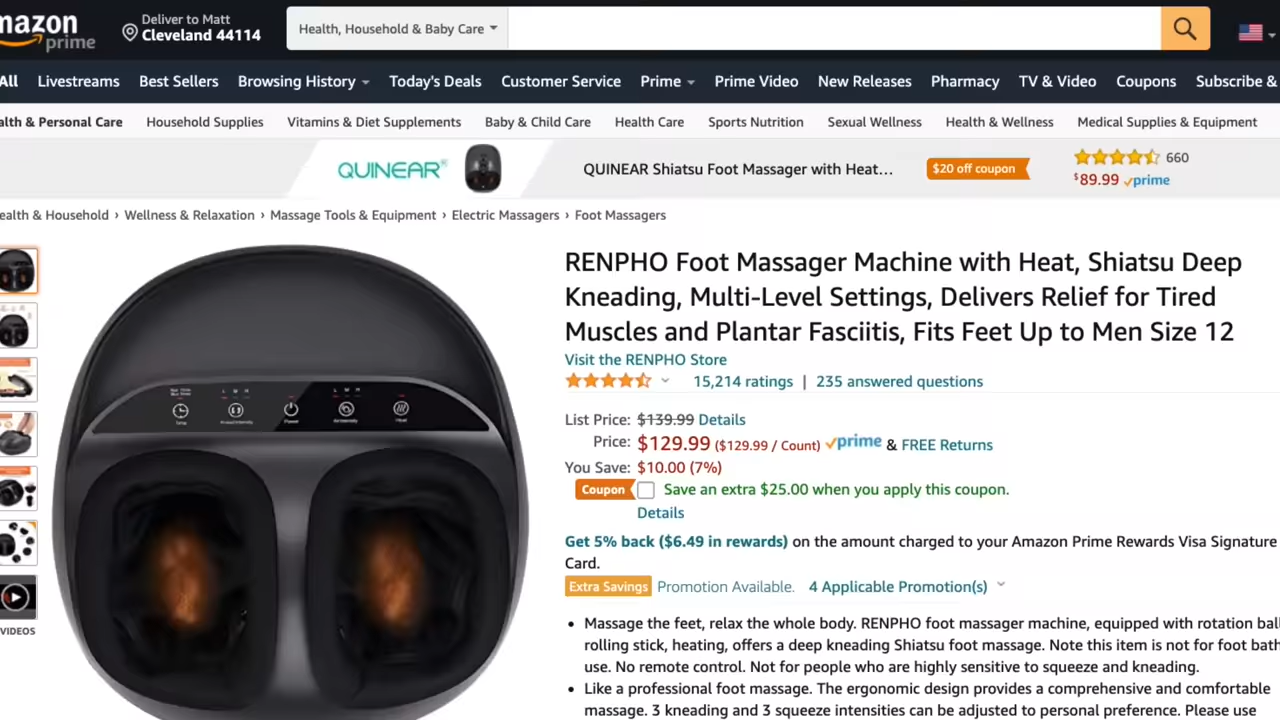 mazon
prime
Deliver to Matt
Cleveland 44114
Health, Household & Baby Care
All Livestreams Best Sellers Browsing History Today's Deals Customer Service Prime Prime Video New Releases Pharmacy TV & Video Coupons Subscribe &
alth & Personal Care Household Supplies Vitamins & Diet Supplements Baby & Child Care Health Care Sports Nutrition Sexual Wellness Health & Wellness Medical Supplies & Equipment
QUINEAR® QUINEAR Shiatsu Foot Massager with Heat… $20 off coupon 660
$89.99 prime
ealth & Household › Wellness & Relaxation › Massage Tools & Equipment › Electric Massagers › Foot Massagers
RENPHO Foot Massager Machine with Heat, Shiatsu Deep
Kneading, Multi-Level Settings, Delivers Relief for Tired
Muscles and Plantar Fasciitis, Fits Feet Up to Men Size 12
Visit the RENPHO Store
15,214 ratings | 235 answered questions
List Price: $139.99 Details
Price: $129.99 ($129.99 / Count) prime & FREE Returns
You Save: $10.00 (7%)
Coupon Save an extra $25.00 when you apply this coupon.
Details
Get 5% back ($6.49 in rewards) on the amount charged to your Amazon Prime Rewards Visa Signature
Card.
Extra Savings Promotion Available. 4 Applicable Promotion(s)
• Massage the feet, relax the whole body. RENPHO foot massager machine, equipped with rotation ball
rolling stick, heating, offers a deep kneading Shiatsu foot massage. Note this item is not for foot bath
use. No remote control. Not for people who are highly sensitive to squeeze and kneading.
• Like a professional foot massage. The ergonomic design provides a comprehensive and comfortable
massage. 3 kneading and 3 squeeze intensities can be adjusted to personal preference. Please use
L M H L M H
Power Heat
VIDEOS